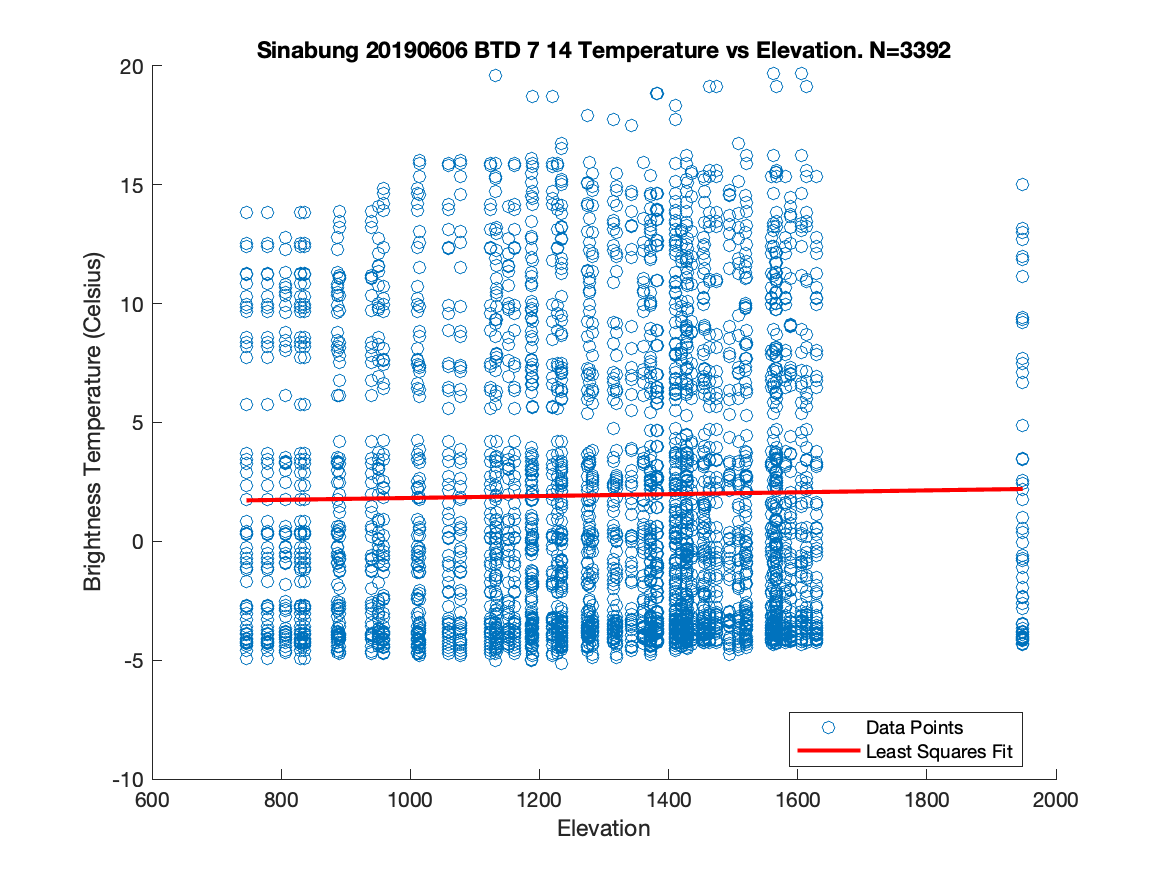 Sinabung 20190606 BTD 7 14 Temperature vs Elevation. N=3392
20
15
10
5
0
-5
-10
Brightness Temperature (Celsius)
Data Points
Least Squares Fit
600 800 1000 1200 1400 1600 1800 2000
Elevation